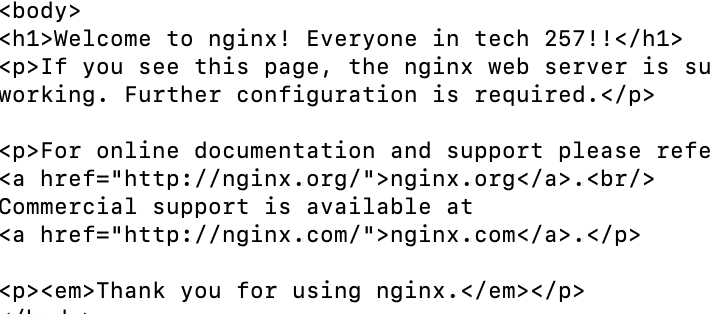 <body>
<h1>Welcome to nginx! Everyone in tech 257!!</h1>
<p>If you see this page, the nginx web server is su
working. Further configuration is required.</p>
<p>For online documentation and support please refe
<a href="http://nginx.org/">nginx.org</a>.<br/>
Commercial support is available at
<a href="http://nginx.com/">nginx.com</a>.</p>
<p><em>Thank you for using nginx.</em></p>
</body>